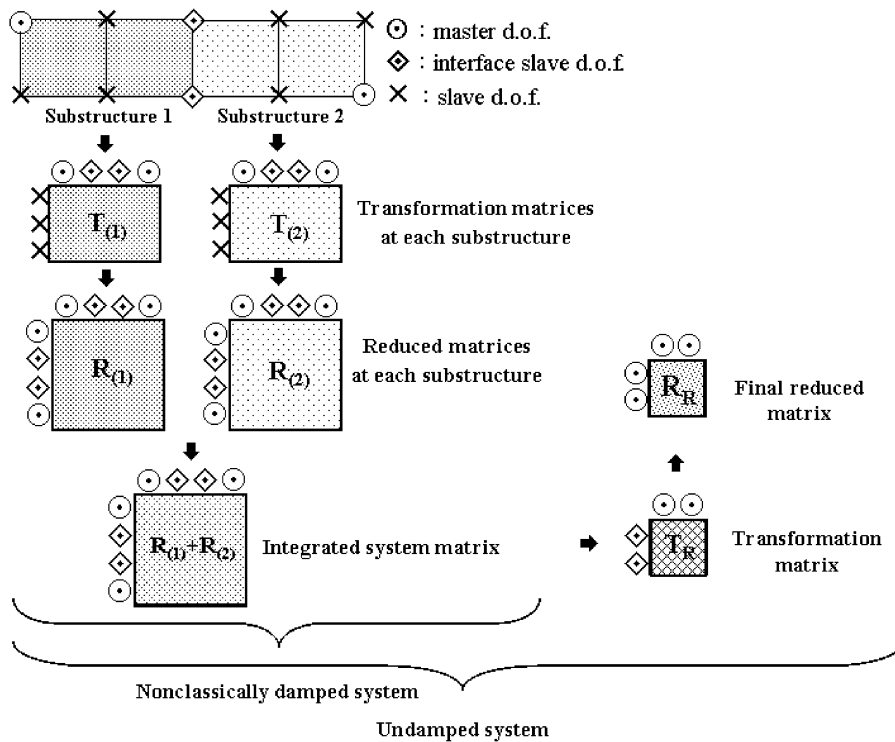 : master d.o.f.
: interface slave d.o.f.
: slave d.o.f.
Substructure 1
Substructure 2
T(1)
T(2)
Transformation matrices
at each substructure
R(1)
R(2)
Reduced matrices
at each substructure
RR
Final reduced
matrix
R(1)+R(2)
Integrated system matrix
TR
Transformation
matrix
Nonclassically damped system
Undamped system